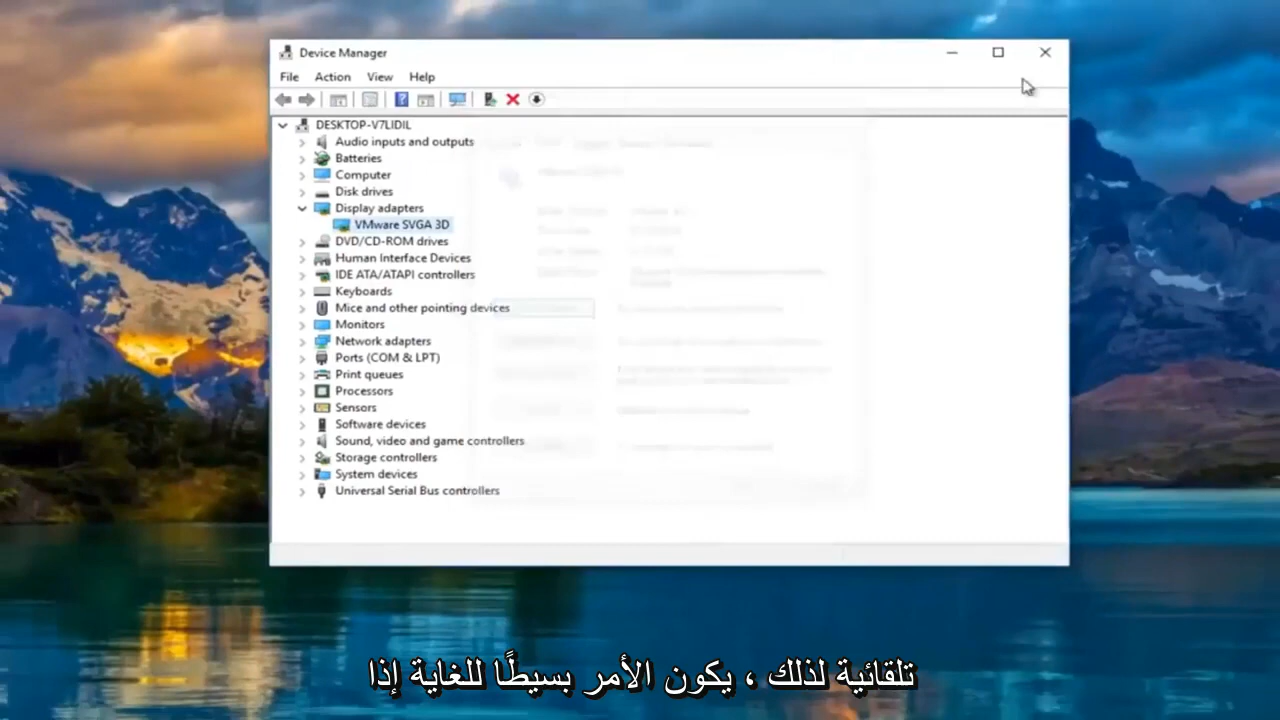 Device Manager
File Action View Help
DESKTOP-V7LIDIL
Audio inputs and outputs
Batteries
Computer
Disk drives
Display adapters
VMware SVGA 3D
DVD/CD-ROM drives
Human Interface Devices
IDE ATA/ATAPI controllers
Keyboards
Mice and other pointing devices
Monitors
Network adapters
Ports (COM & LPT)
Print queues
Processors
Sensors
Software devices
Sound, video and game controllers
Storage controllers
System devices
Universal Serial Bus controllers
تلقائية لذلك ، يكون الأمر بسيطًا للغاية إذا